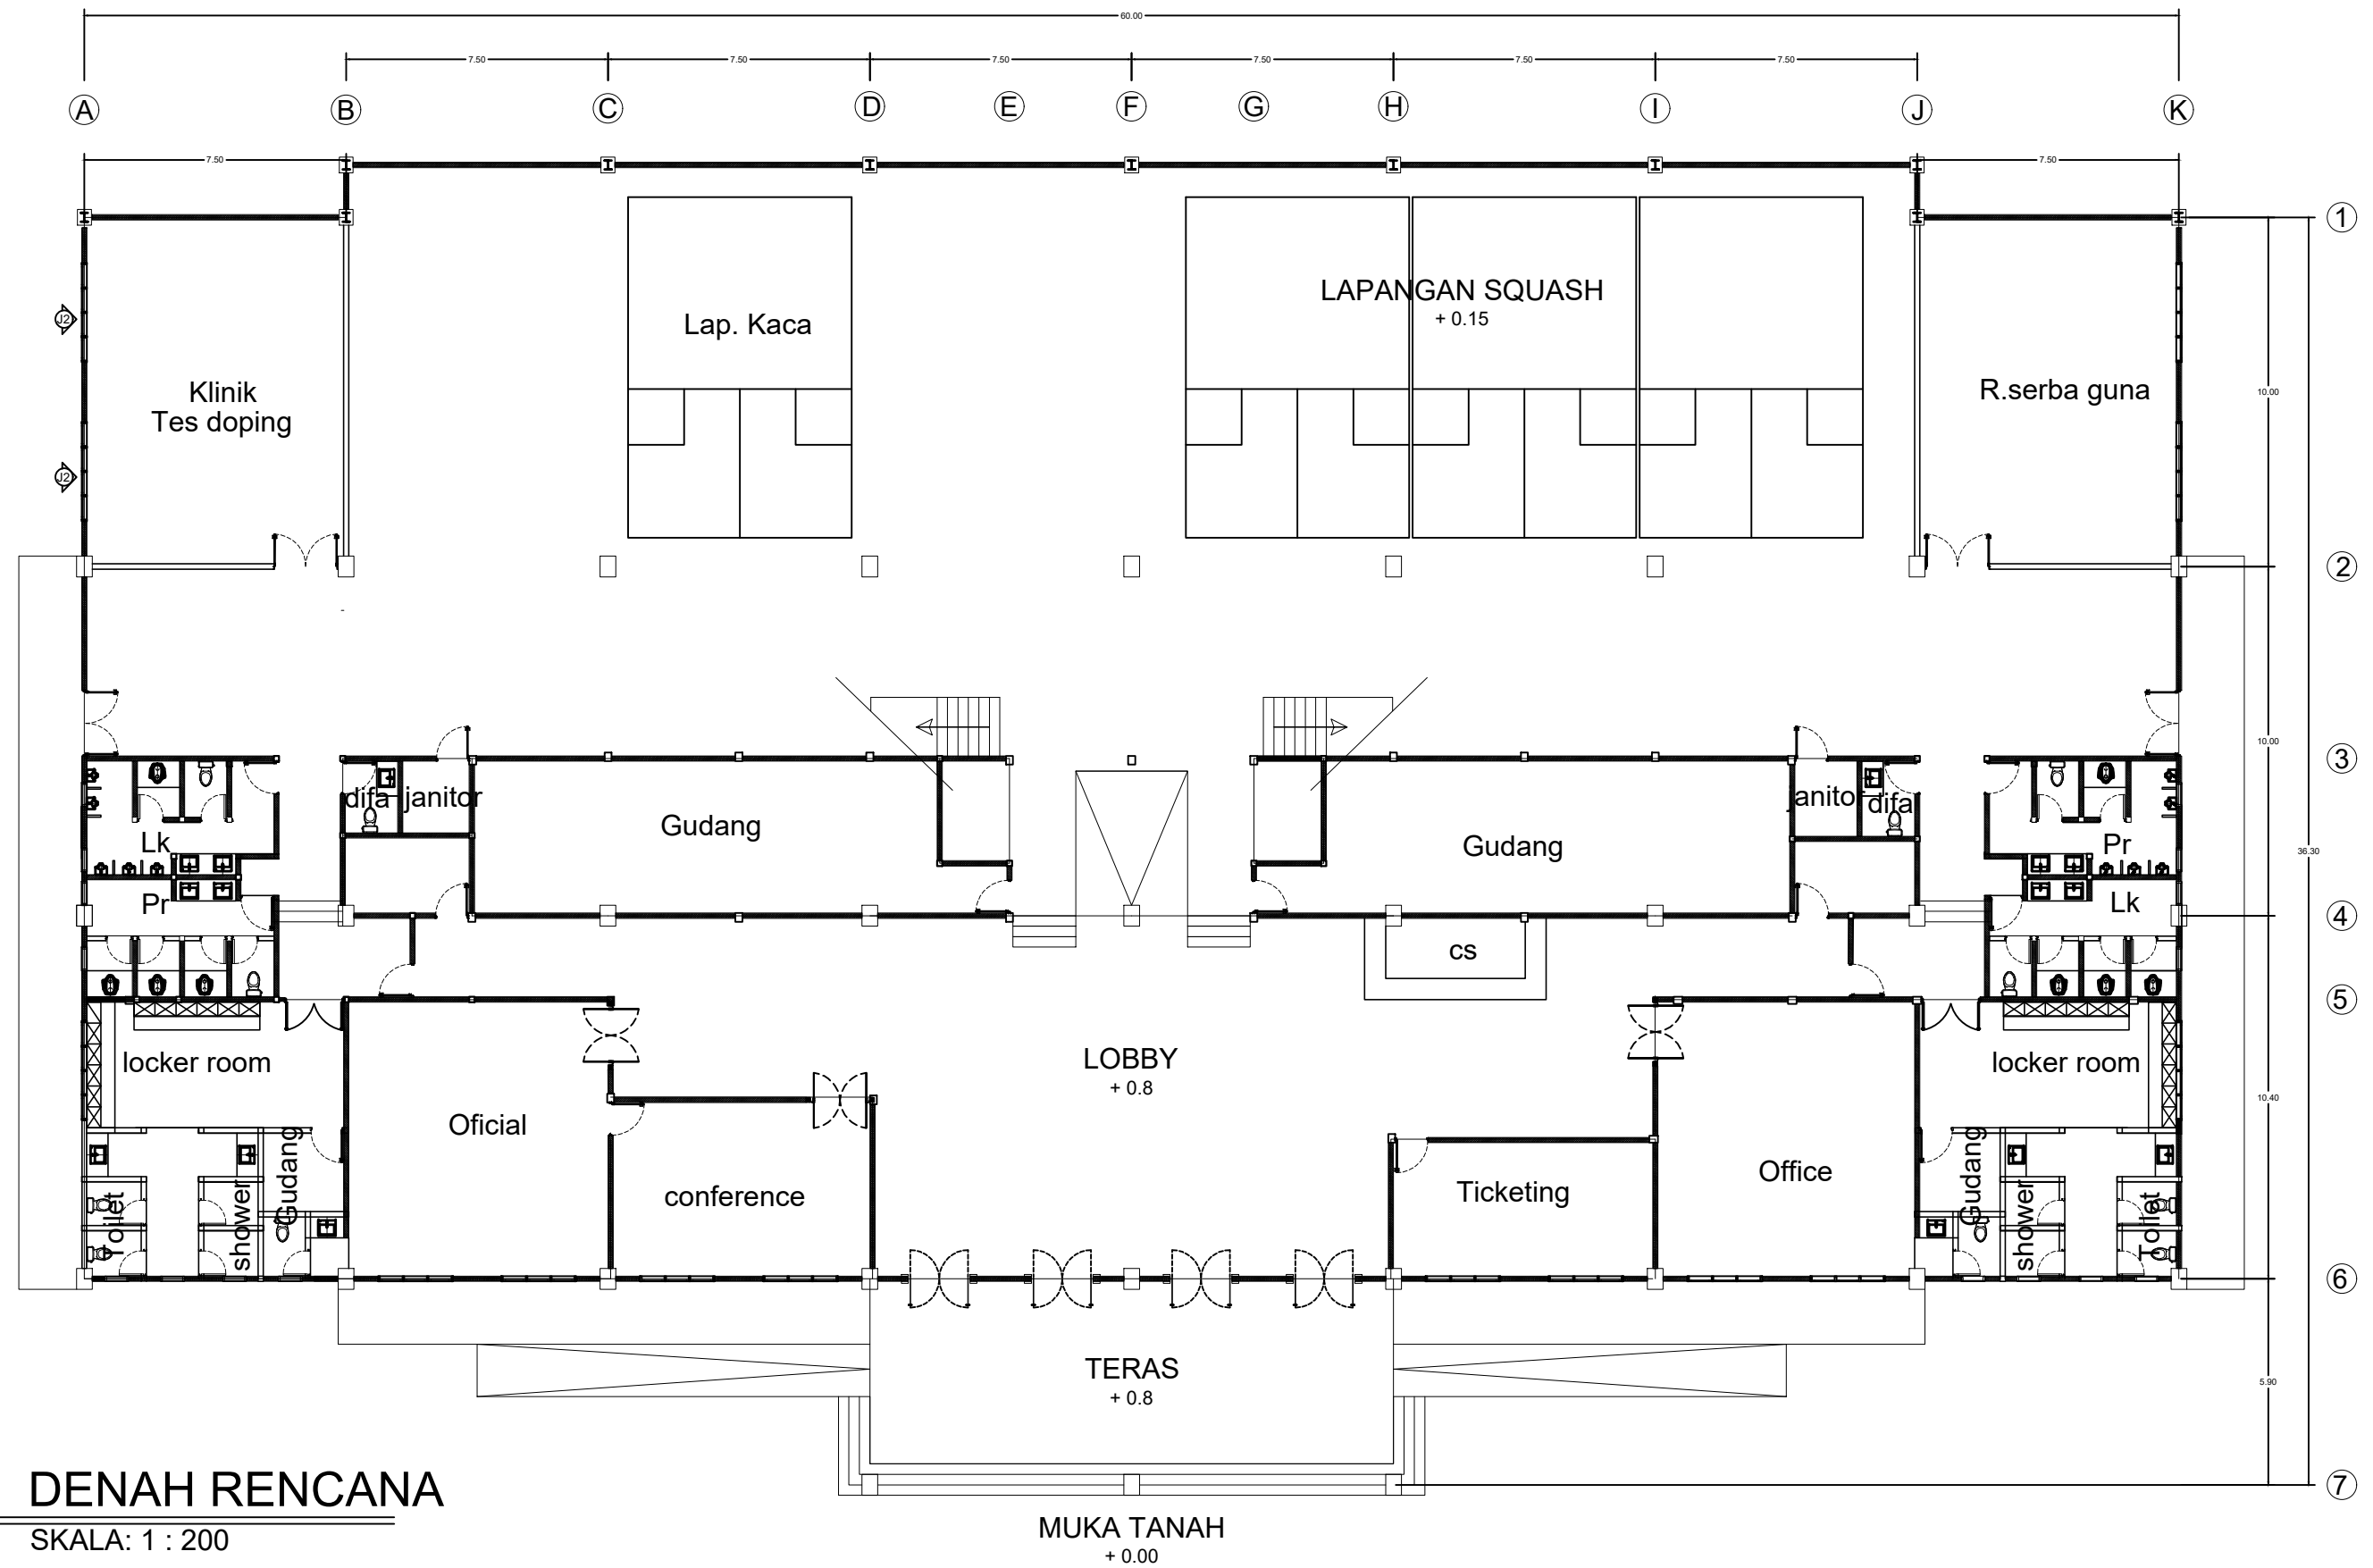 60.00
7.50 7.50 7.50 7.50 7.50 7.50
A B C D E F G H I J K
7.50 7.50
1
LAPANGAN SQUASH
+ 0.15
Lap. Kaca
J2
Klinik
Tes doping
R.serba guna
10.00
J2
2
10.00
3
difa janitor
janitor difa
Gudang
Gudang
Lk
Pr
36.30
Pr
Lk
4
cs
5
locker room
LOBBY
+ 0.8
locker room
10.40
Oficial
Gudang
Gudang
conference
Ticketing
Office
Toilet
shower
shower
Toilet
6
TERAS
+ 0.8
5.90
7
DENAH RENCANA
SKALA: 1 : 200
MUKA TANAH
+ 0.00